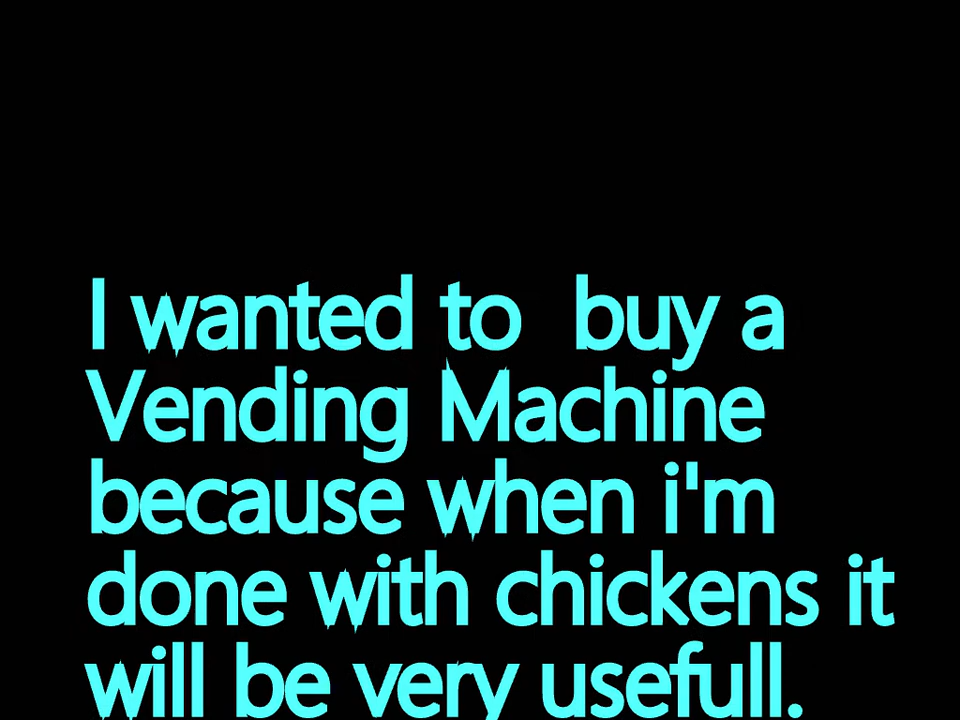 I wanted to  buy a
Vending Machine
because when i'm
done with chickens it
will be very usefull.